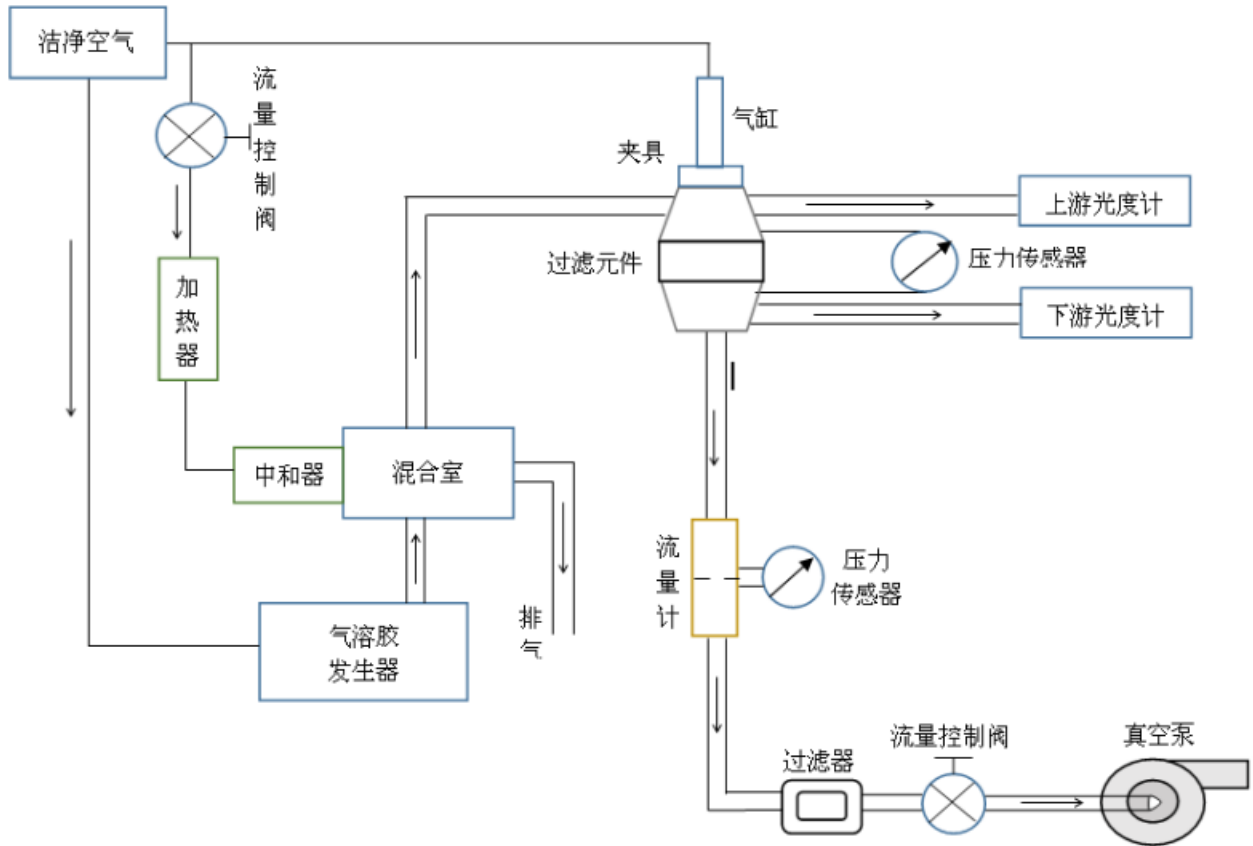 洁净空气
流量控制阀
气缸
夹具
上游光度计
过滤元件
压力传感器
加热器
下游光度计
中和器
混合室
流量计
压力
传感器
排气
气溶胶
发生器
流量控制阀
真空泵
过滤器